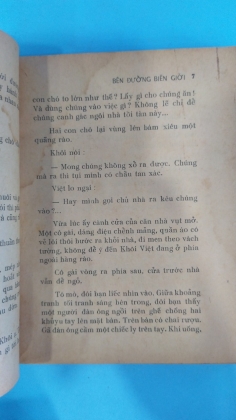 BÊN ĐƯỜNG BIÊN GIỚI 7
con chó to lớn như thế? Lấy gì cho chúng ăn?
Và dùng chúng vào việc gì? Không lẽ chỉ để
chúng canh gác ngôi nhà tồi tàn này...
Hai con chó lại vùng lên hăm xiêu một
quãng rào.
Khôi nói:
— Mong chúng không xô ra được. Chúng
mà ra thì tụi mình có chầu tan xác.
Việt lo ngại
— Hay mình gọi chủ nhà ra kêu chúng
vào?...
Vừa lúc ấy cánh cửa của căn nhà vụt mở.
Một cô gái, dáng điệu chếnh mảng, quần áo có
vẻ lôi thôi bước ra khỏi nhà, đi men theo vách
tường, không để ý đến Khôi Việt đang ở phía
ngoài hàng rào.
Cô gái vòng ra phía sau, cửa trước nhà
vẫn để ngỏ.
Tò mò, đôi bạn liếc nhìn vào. Giữa khoảng
tranh tối tranh sáng bên trong, đôi bạn thấy
một người đàn ông ngồi trên ghế chống hai
khuỷu tay lên mặt bàn. Trên bàn có chai rượu.
Gã đàn ông cầm một chiếc ly trên tay. Khi uống,